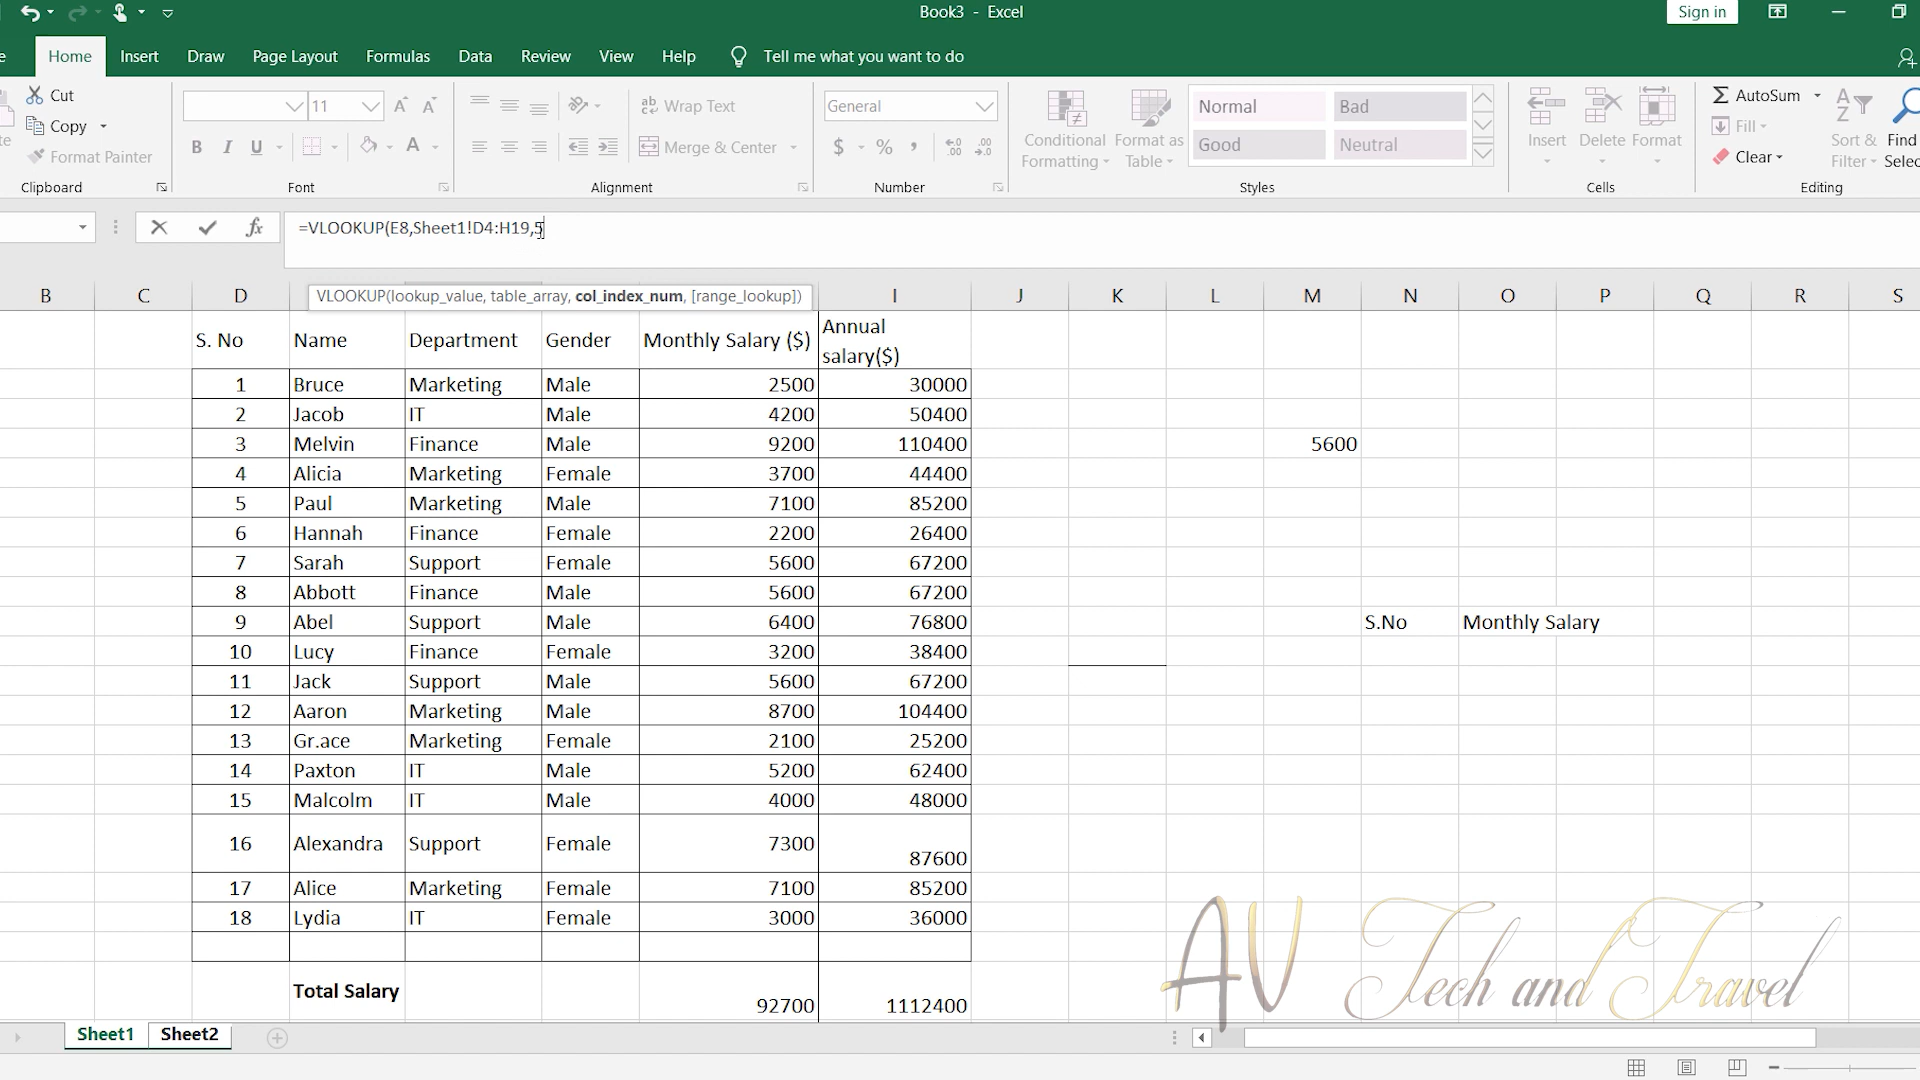 Book3 - Excel
Sign in
Home Insert Draw Page Layout Formulas Data Review View Help Tell me what you want to do
Cut
Copy
Format Painter
Clipboard
11
B I U
Font
Wrap Text
Merge & Center
Alignment
General
$ % ,
Number
Conditional Formatting
Format as Table
Normal Bad
Good Neutral
Styles
Insert Delete Format
Cells
AutoSum
Fill
Clear
Sort & Filter
Find
Selec
Editing
=VLOOKUP(E8,Sheet1!D4:H19,5
VLOOKUP(lookup_value, table_array, col_index_num, [range_lookup])
B C D I J K L M N O P Q R S
S. No Name Department Gender Monthly Salary ($) Annual salary($)
1 Bruce Marketing Male 2500 30000
2 Jacob IT Male 4200 50400
3 Melvin Finance Male 9200 110400 5600
4 Alicia Marketing Female 3700 44400
5 Paul Marketing Male 7100 85200
6 Hannah Finance Female 2200 26400
7 Sarah Support Female 5600 67200
8 Abbott Finance Male 5600 67200
9 Abel Support Male 6400 76800 S.No Monthly Salary
10 Lucy Finance Female 3200 38400
11 Jack Support Male 5600 67200
12 Aaron Marketing Male 8700 104400
13 Gr.ace Marketing Female 2100 25200
14 Paxton IT Male 5200 62400
15 Malcolm IT Male 4000 48000
16 Alexandra Support Female 7300 87600
17 Alice Marketing Female 7100 85200
18 Lydia IT Female 3000 36000
Total Salary 92700 1112400
AV Tech and Travel
Sheet1 Sheet2